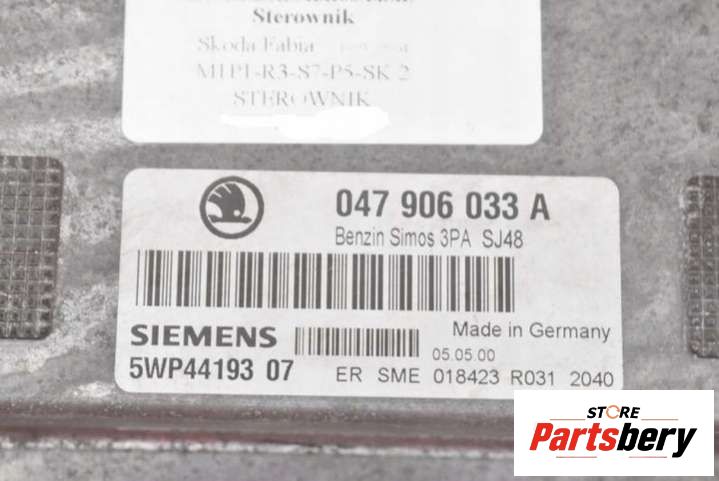 Sterownik
Skoda Fabia
M1P1-R3-S7-P5-SK 2
STEROWNIK
047 906 033 A
Benzin Simos 3PA SJ48
SIEMENS
Made in Germany
05.05.00
5WP44193 07
ER SME 018423 R031 2040
STORE
Partsbery